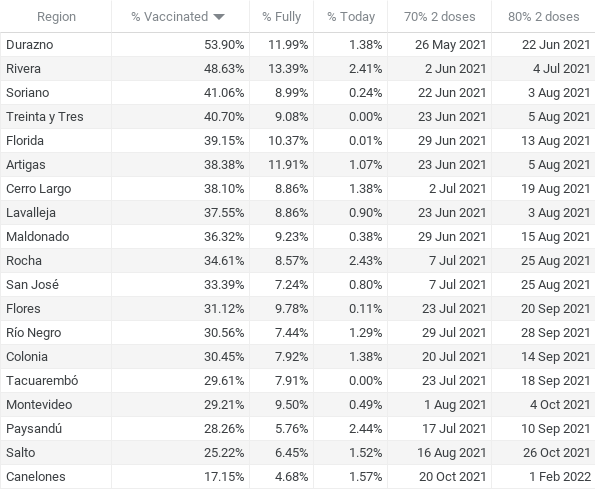 Region % Vaccinated % Fully % Today 70% 2 doses 80% 2 doses
Durazno 53.90% 11.99% 1.38% 26 May 2021 22 Jun 2021
Rivera 48.63% 13.39% 2.41% 2 Jun 2021 4 Jul 2021
Soriano 41.06% 8.99% 0.24% 22 Jun 2021 3 Aug 2021
Treinta y Tres 40.70% 9.08% 0.00% 23 Jun 2021 5 Aug 2021
Florida 39.15% 10.37% 0.01% 29 Jun 2021 13 Aug 2021
Artigas 38.38% 11.91% 1.07% 23 Jun 2021 5 Aug 2021
Cerro Largo 38.10% 8.86% 1.38% 2 Jul 2021 19 Aug 2021
Lavalleja 37.55% 8.86% 0.90% 23 Jun 2021 3 Aug 2021
Maldonado 36.32% 9.23% 0.38% 29 Jun 2021 15 Aug 2021
Rocha 34.61% 8.57% 2.43% 7 Jul 2021 25 Aug 2021
San José 33.39% 7.24% 0.80% 7 Jul 2021 25 Aug 2021
Flores 31.12% 9.78% 0.11% 23 Jul 2021 20 Sep 2021
Río Negro 30.56% 7.44% 1.29% 29 Jul 2021 28 Sep 2021
Colonia 30.45% 7.92% 1.38% 20 Jul 2021 14 Sep 2021
Tacuarembó 29.61% 7.91% 0.00% 23 Jul 2021 18 Sep 2021
Montevideo 29.21% 9.50% 0.49% 1 Aug 2021 4 Oct 2021
Paysandú 28.26% 5.76% 2.44% 17 Jul 2021 10 Sep 2021
Salto 25.22% 6.45% 1.52% 16 Aug 2021 26 Oct 2021
Canelones 17.15% 4.68% 1.57% 20 Oct 2021 1 Feb 2022